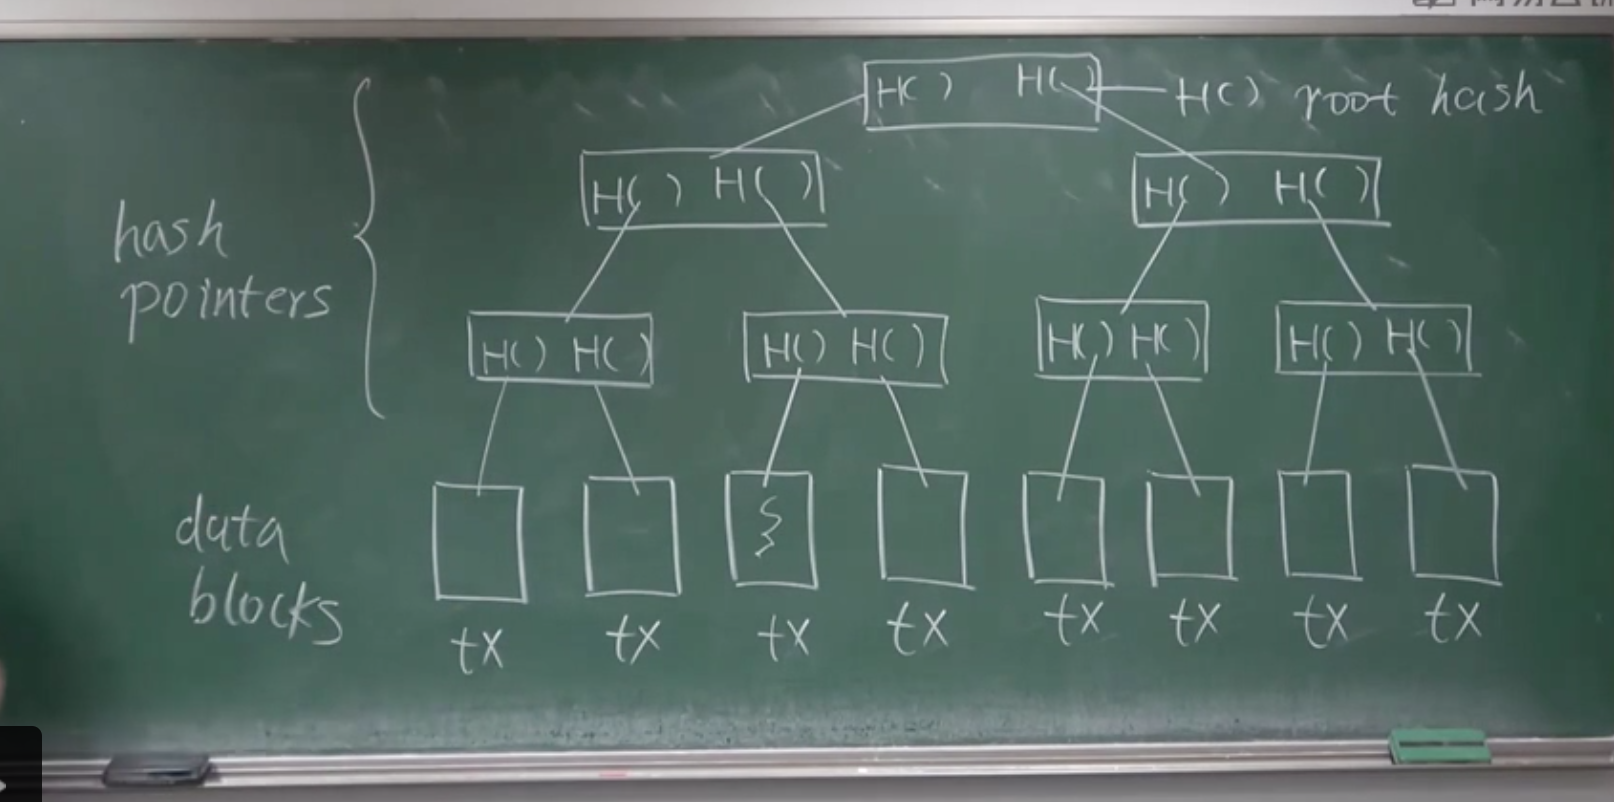 H( ) H( ) H( ) root hash
H( ) H( ) H( ) H( )
hash
pointers
H( ) H( ) H( ) H( ) H( ) H( ) H( ) H( )
data
blocks
tx tx tx tx tx tx tx tx